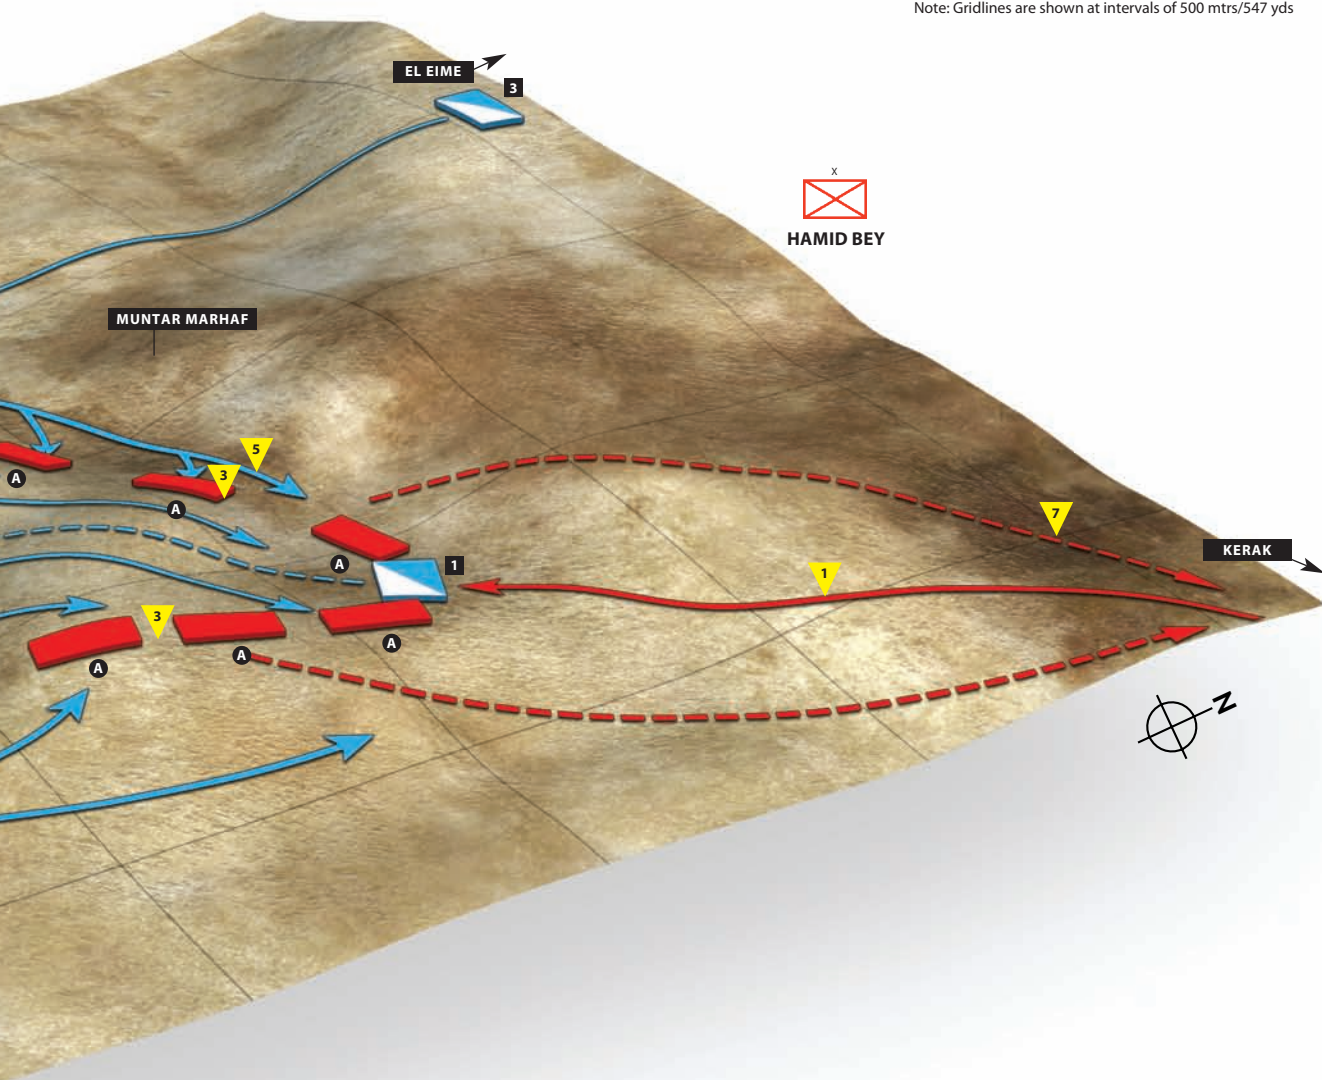 Note: Gridlines are shown at intervals of 500 mtrs/547 yds
EL EIME
3
X
HAMID BEY
MUNTAR MARHAF
5
3
A
A
7
KERAK
A
1
1
3
A
A
A
N